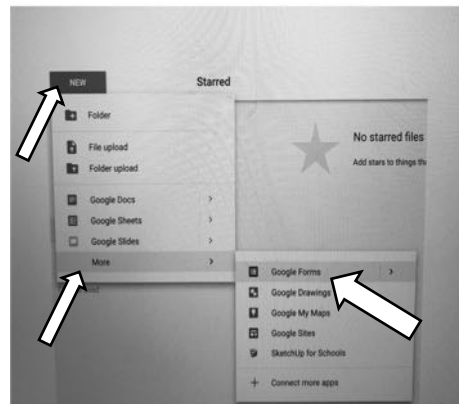 NEW
Starred
Folder
File upload
Folder upload
Google Docs
Google Sheets
Google Slides
More
No starred files
Add stars to things
Google Forms
Google Drawings
Google My Maps
Google Sites
SketchUp for Schools
Connect more apps